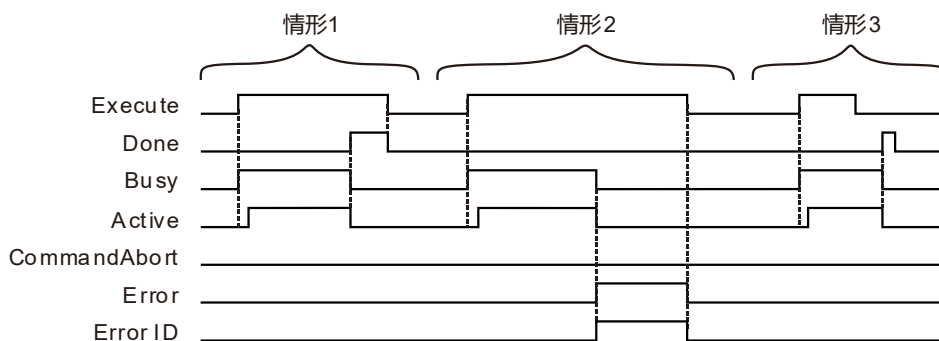 情形1 情形2 情形3
Execute
Done
Busy
Active
CommandAbort
Error
Error ID